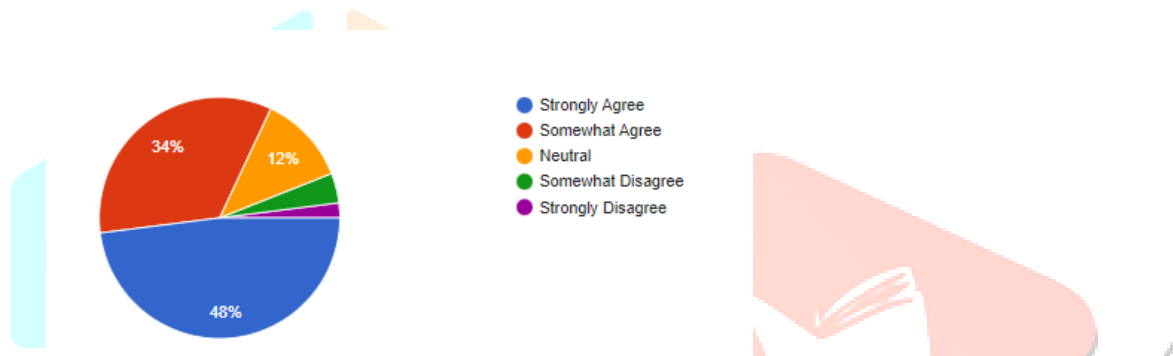 34%
12%
48%
Strongly Agree
Somewhat Agree
Neutral
Somewhat Disagree
Strongly Disagree